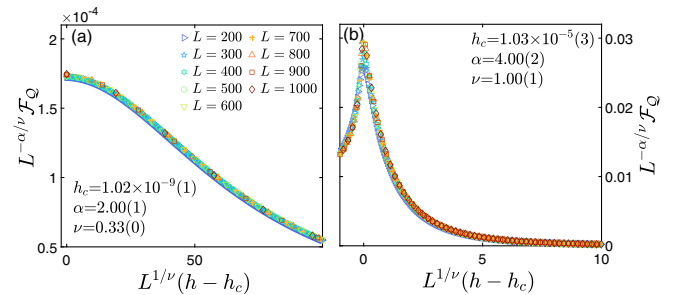 2.1 ×10⁻⁴
(a)
L = 200
L = 300
L = 400
L = 500
L = 600
L = 700
L = 800
L = 900
L = 1000
1.5
1
0.5
L^{-α/ν}F_Q
h_c=1.02×10⁻⁹(1)
α=2.00(1)
ν=0.33(0)
0 50
L^{1/ν}(h − h_c)
(b)
h_c=1.03×10⁻⁵(3)
α=4.00(2)
ν=1.00(1)
0.03
0.02
0.01
0
L^{-α/ν}F_Q
0 5 10
L^{1/ν}(h − h_c)